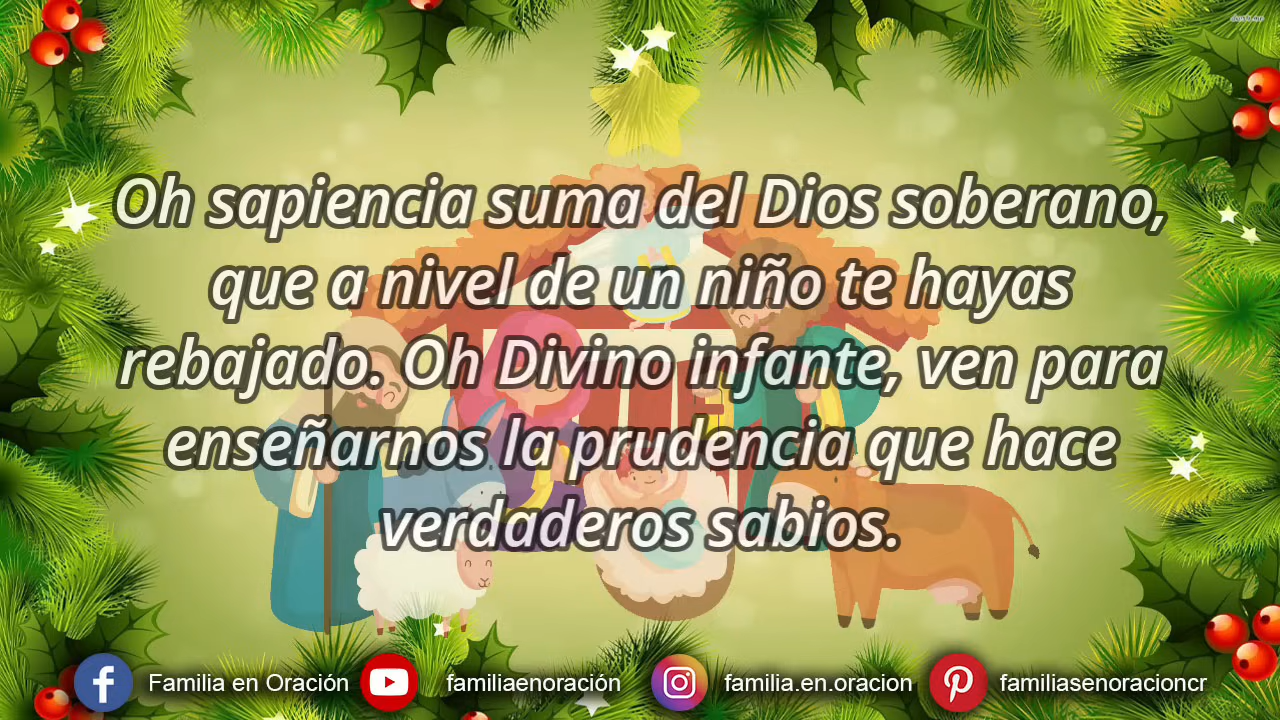 Oh sapiencia suma del Dios soberano,
que a nivel de un niño te hayas
rebajado. Oh Divino infante, ven para
enseñarnos la prudencia que hace
verdaderos sabios.
Familia en Oración
familiaenoración
familia.en.oracion
familiasenoracioncr